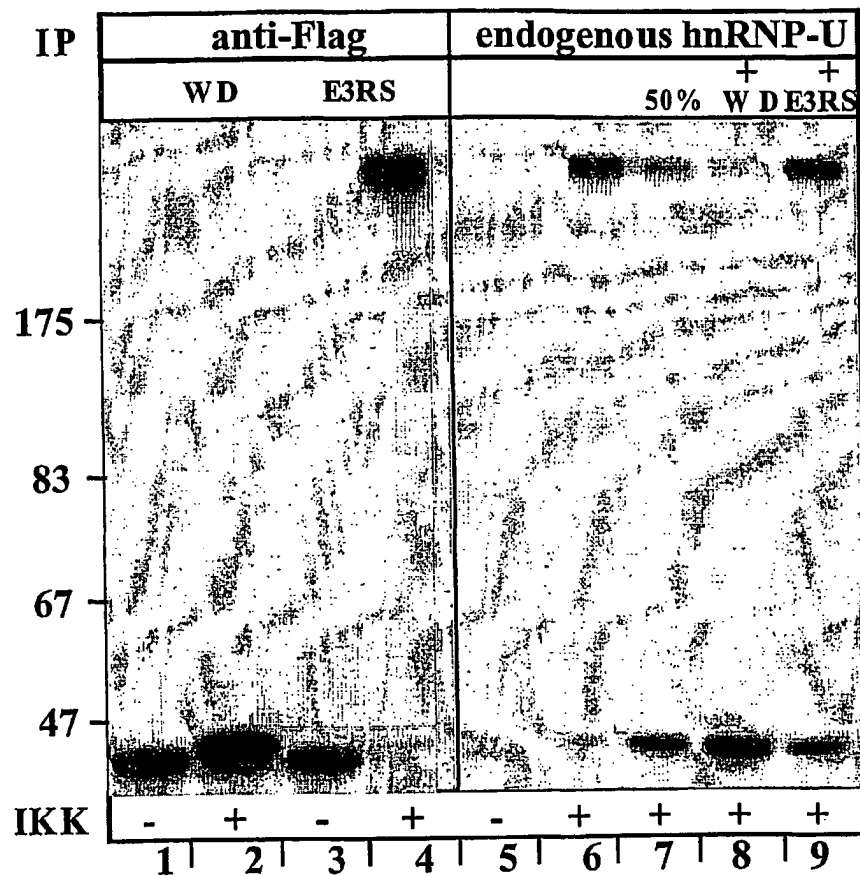 IP anti-Flag endogenous hnRNP-U
+ +
W D E3RS 50% W D E3RS
175
83
67
47
IKK - + - + - + + + +
1 2 3 4 5 6 7 8 9